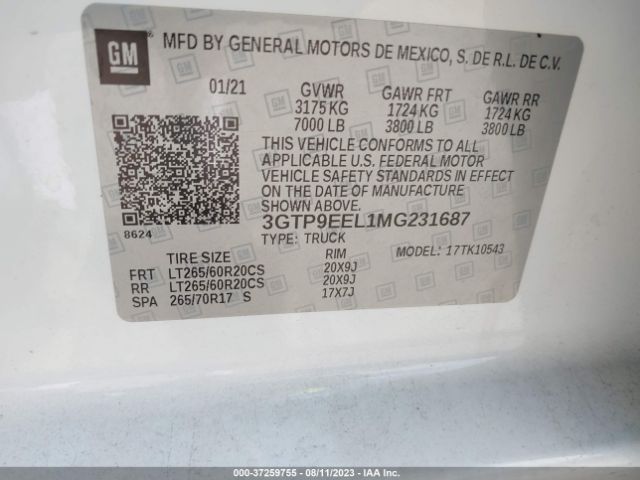 GM
MFD BY GENERAL MOTORS DE MEXICO, S. DE R.L. DE C.V.
01/21 GVWR GAWR FRT GAWR RR
3175 KG 1724 KG 1724 KG
7000 LB 3800 LB 3800 LB
THIS VEHICLE CONFORMS TO ALL
APPLICABLE U.S. FEDERAL MOTOR
VEHICLE SAFETY STANDARDS IN EFFECT
ON THE DATE OF MANUFACTURE
SHOWN ABOVE.
3GTP9EEL1MG231687
8624
TYPE: TRUCK MODEL: 17TK10543
TIRE SIZE RIM
FRT LT265/60R20CS 20X9J
RR LT265/60R20CS 20X9J
SPA 265/70R17 S 17X7J
000-37259755 - 08/11/2023 - IAA Inc.